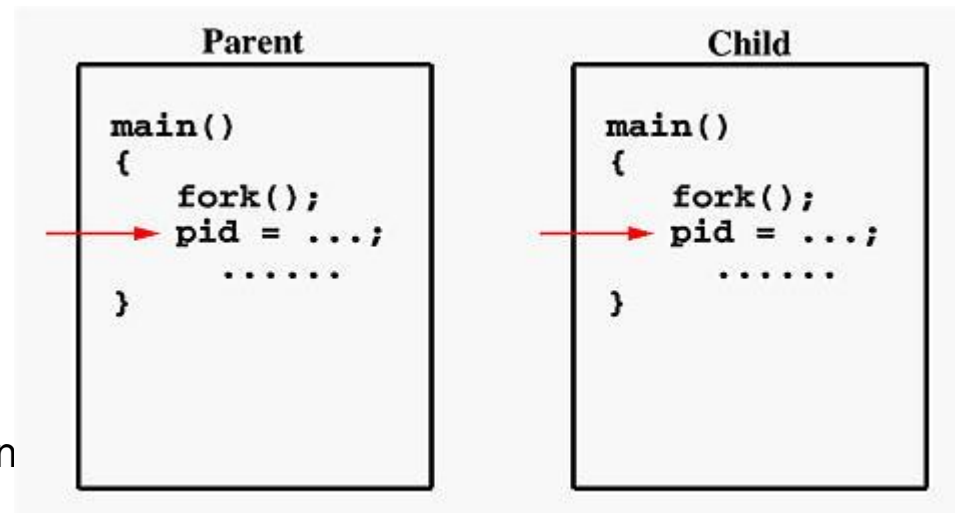 Parent
main()
{
fork();
pid = ...;
......
}
Child
main()
{
fork();
pid = ...;
......
}